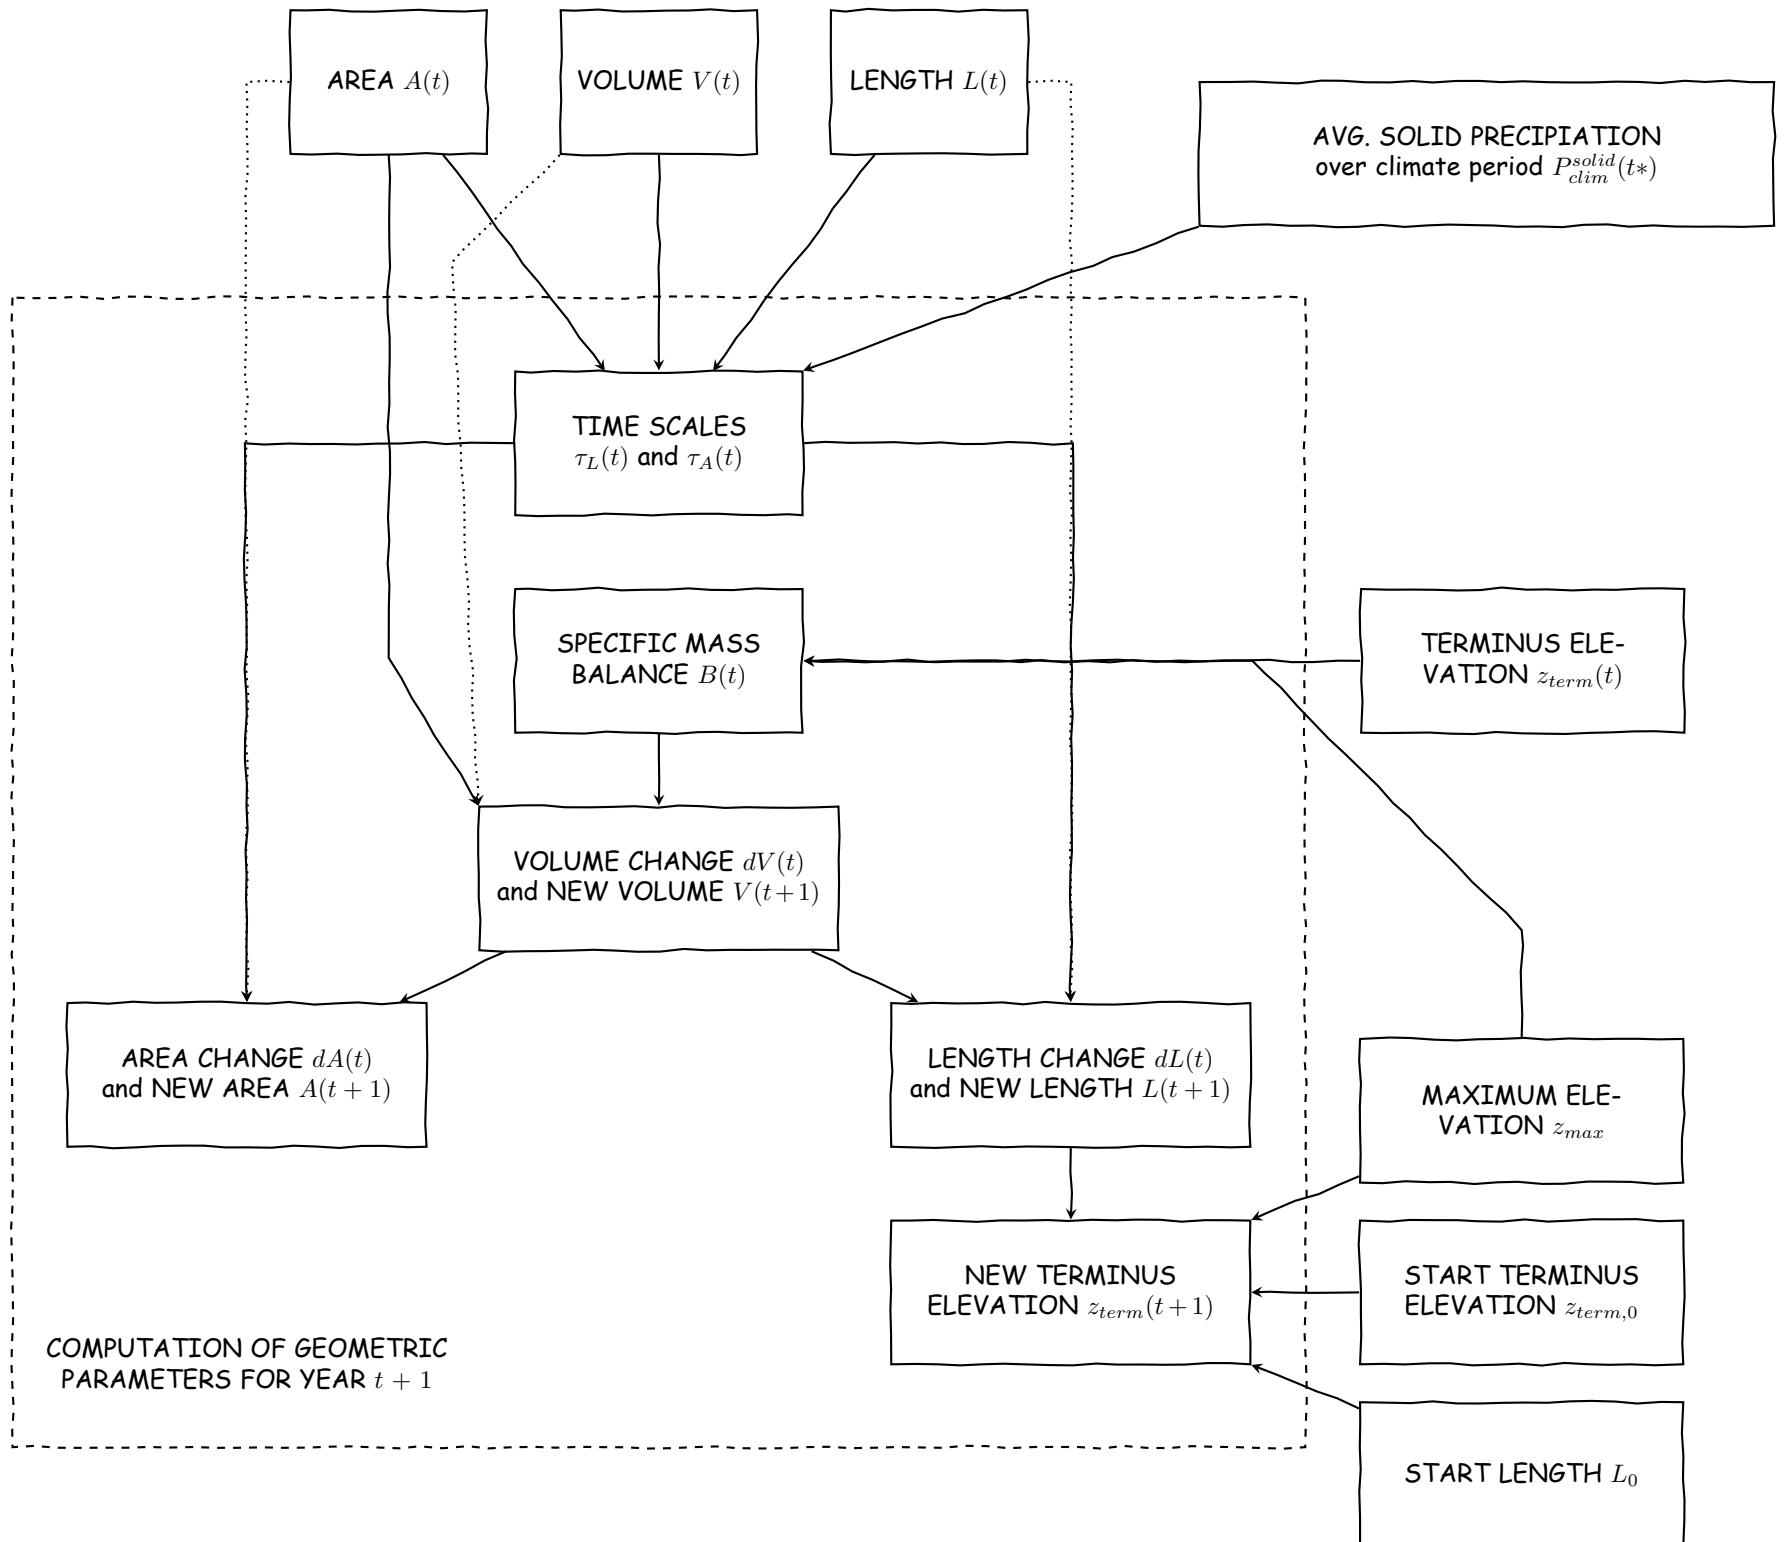 AREA A(t)
VOLUME V(t)
LENGTH L(t)
AVG. SOLID PRECIPIATION
over climate period P_{clim}^{solid}(t*)
TIME SCALES
τ_L(t) and τ_A(t)
SPECIFIC MASS
BALANCE B(t)
TERMINUS ELE-
VATION z_{term}(t)
VOLUME CHANGE dV(t)
and NEW VOLUME V(t+1)
AREA CHANGE dA(t)
and NEW AREA A(t + 1)
LENGTH CHANGE dL(t)
and NEW LENGTH L(t + 1)
MAXIMUM ELE-
VATION z_{max}
NEW TERMINUS
ELEVATION z_{term}(t+1)
START TERMINUS
ELEVATION z_{term,0}
COMPUTATION OF GEOMETRIC
PARAMETERS FOR YEAR t + 1
START LENGTH L_0